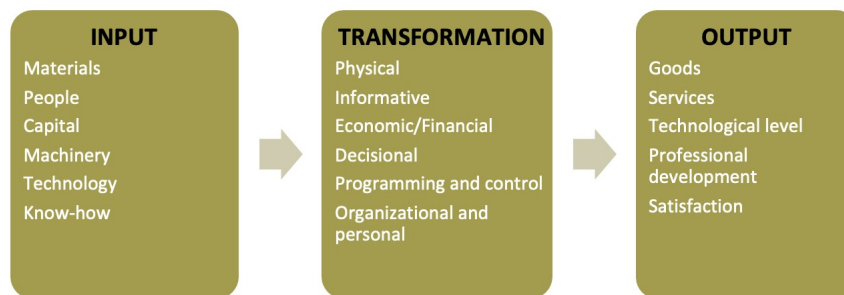 INPUT
Materials
People
Capital
Machinery
Technology
Know-how
TRANSFORMATION
Physical
Informative
Economic/Financial
Decisional
Programming and control
Organizational and
personal
OUTPUT
Goods
Services
Technological level
Professional
development
Satisfaction